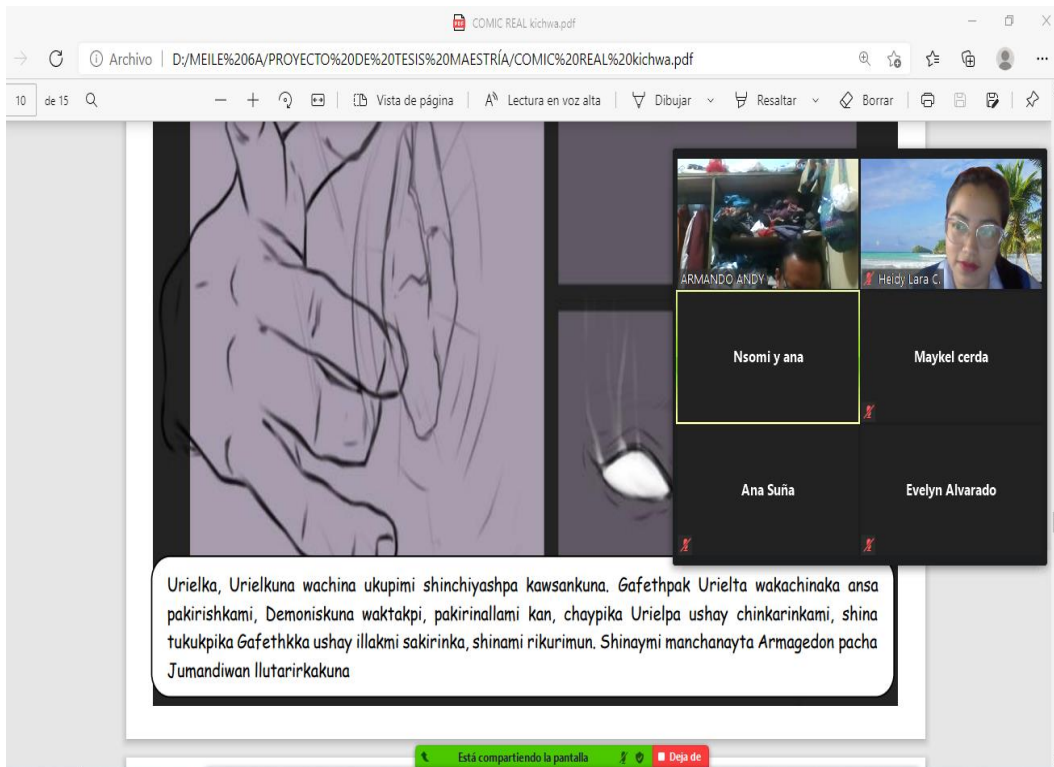 COMIC REAL kichwa.pdf
Archivo | D:/MEILE%206A/PROYECTO%20DE%20TESIS%20MAESTRÍA/COMIC%20REAL%20kichwa.pdf
10 de 15 Vista de página Lectura en voz alta Dibujar Resaltar Borrar
ARMANDO ANDY
Heidy Lara C.
Nsomi y ana
Maykel cerda
Ana Suña
Evelyn Alvarado
Urielka, Urielkuna wachina ukupimi shinchiyashpa kawsankuna. Gafethpak Urielta wakachinaka ansa
pakirishkami, Demoniskuna waktakpi, pakirinallami kan, chaypika Urielpa ushay chinkarinkami, shina
tukukpika Gafethkka ushay illakmi sakirinka, shinami rikurimun. Shinaymi manchanayta Armagedon pacha
Jumandiwan llutarirkakuna
Está compartiendo la pantalla
Deja de